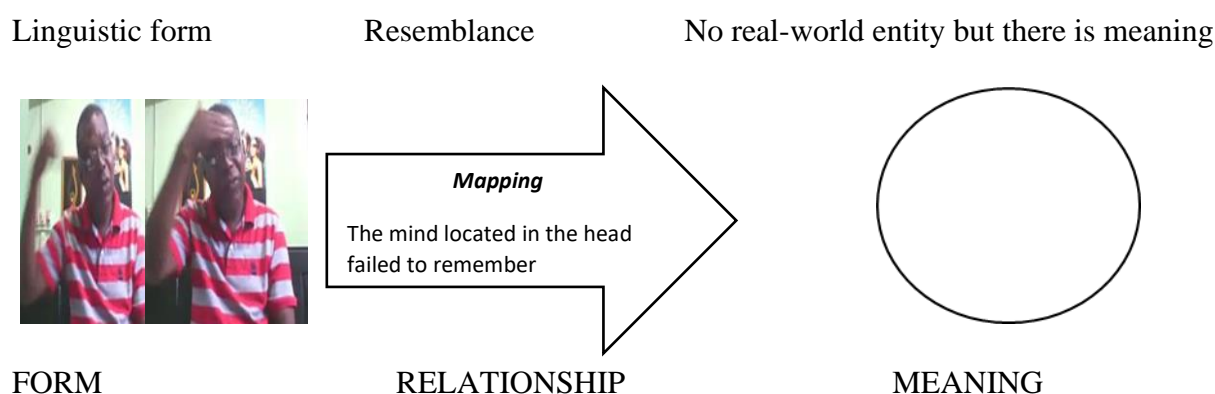 Linguistic form Resemblance No real-world entity but there is meaning
Mapping
The mind located in the head
failed to remember
FORM RELATIONSHIP MEANING